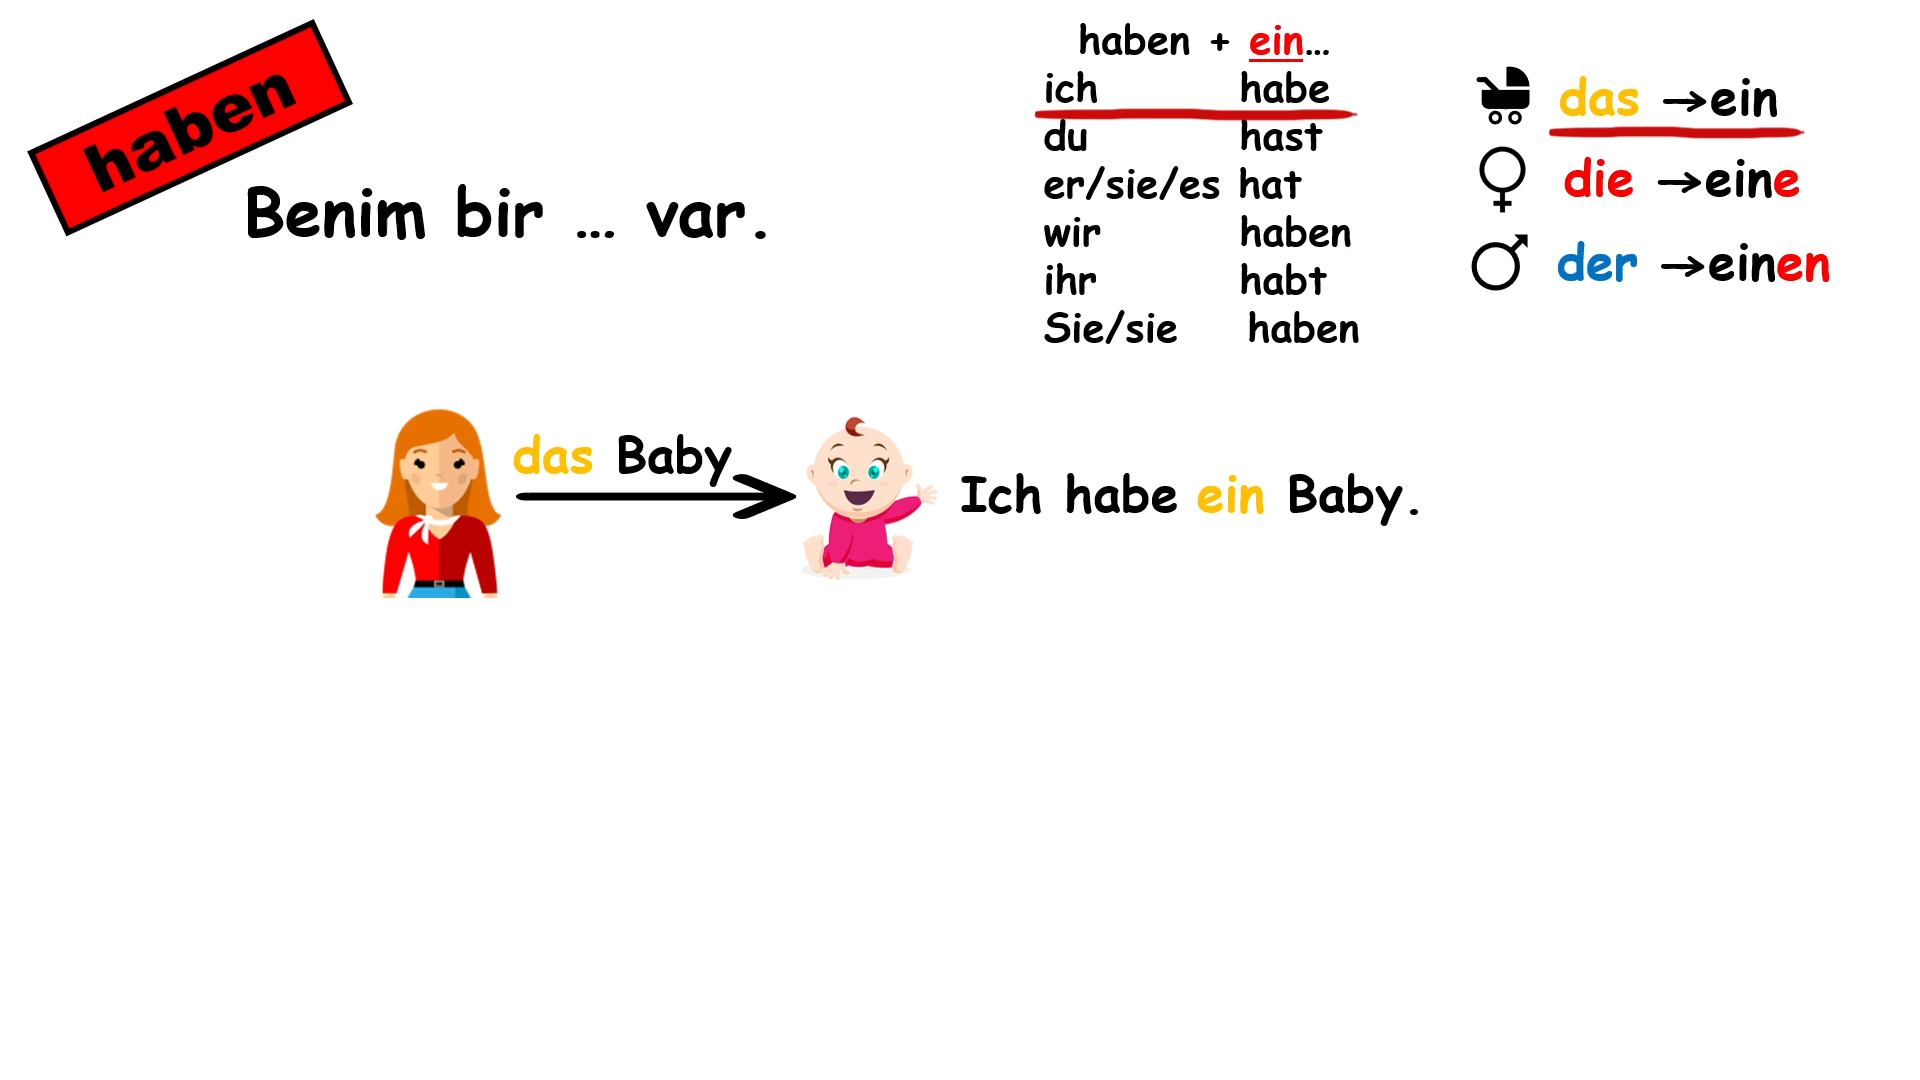 haben
Benim bir ... var.
haben + ein...
ich habe
du hast
er/sie/es hat
wir haben
ihr habt
Sie/sie haben
das →ein
die →eine
der →einen
das Baby
Ich habe ein Baby.